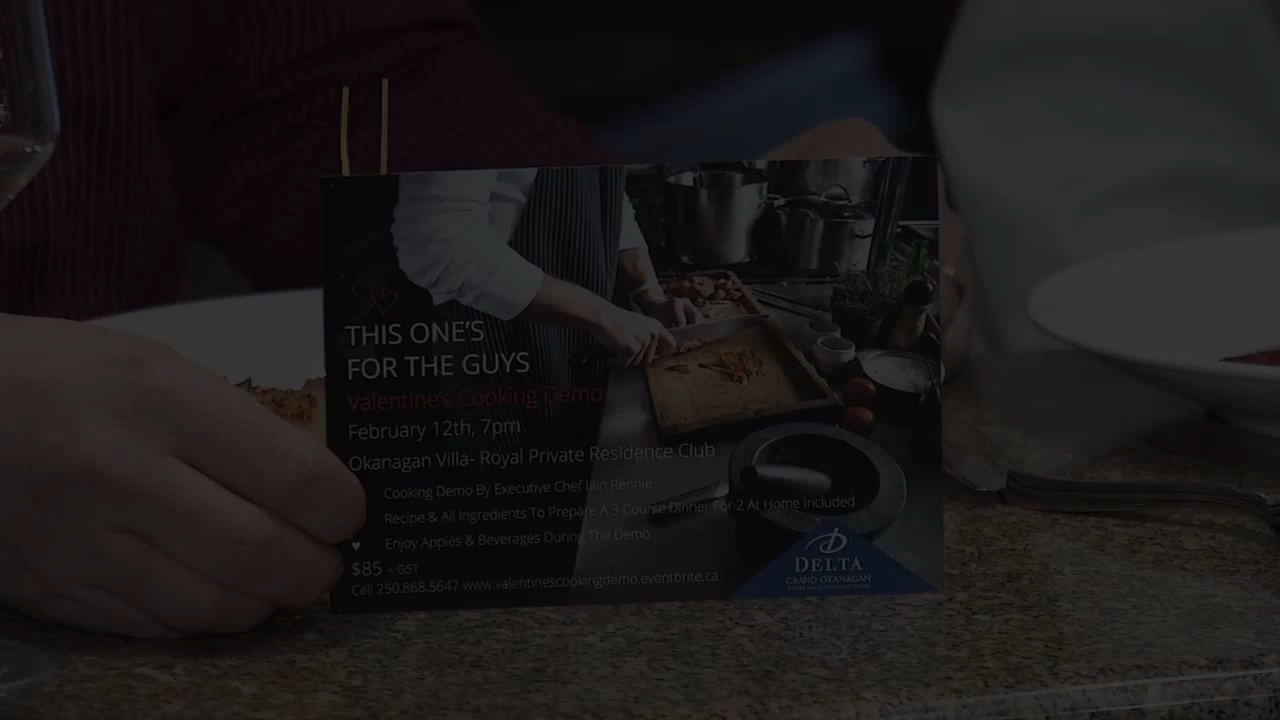 THIS ONE'S
FOR THE GUYS
Valentine's Cooking Demo
February 12th, 7pm
Okanagan Villa- Royal Private Residence Club
Cooking Demo By Executive Chef Iain Rennie
Recipe & All Ingredients To Prepare A 3 Course Dinner For 2 At Home Included
Enjoy Appies & Beverages During The Demo
$85 + GST
Call 250.868.5647 www.valentinescookingdemo.eventbrite.ca
DELTA
GRAND OKANAGAN